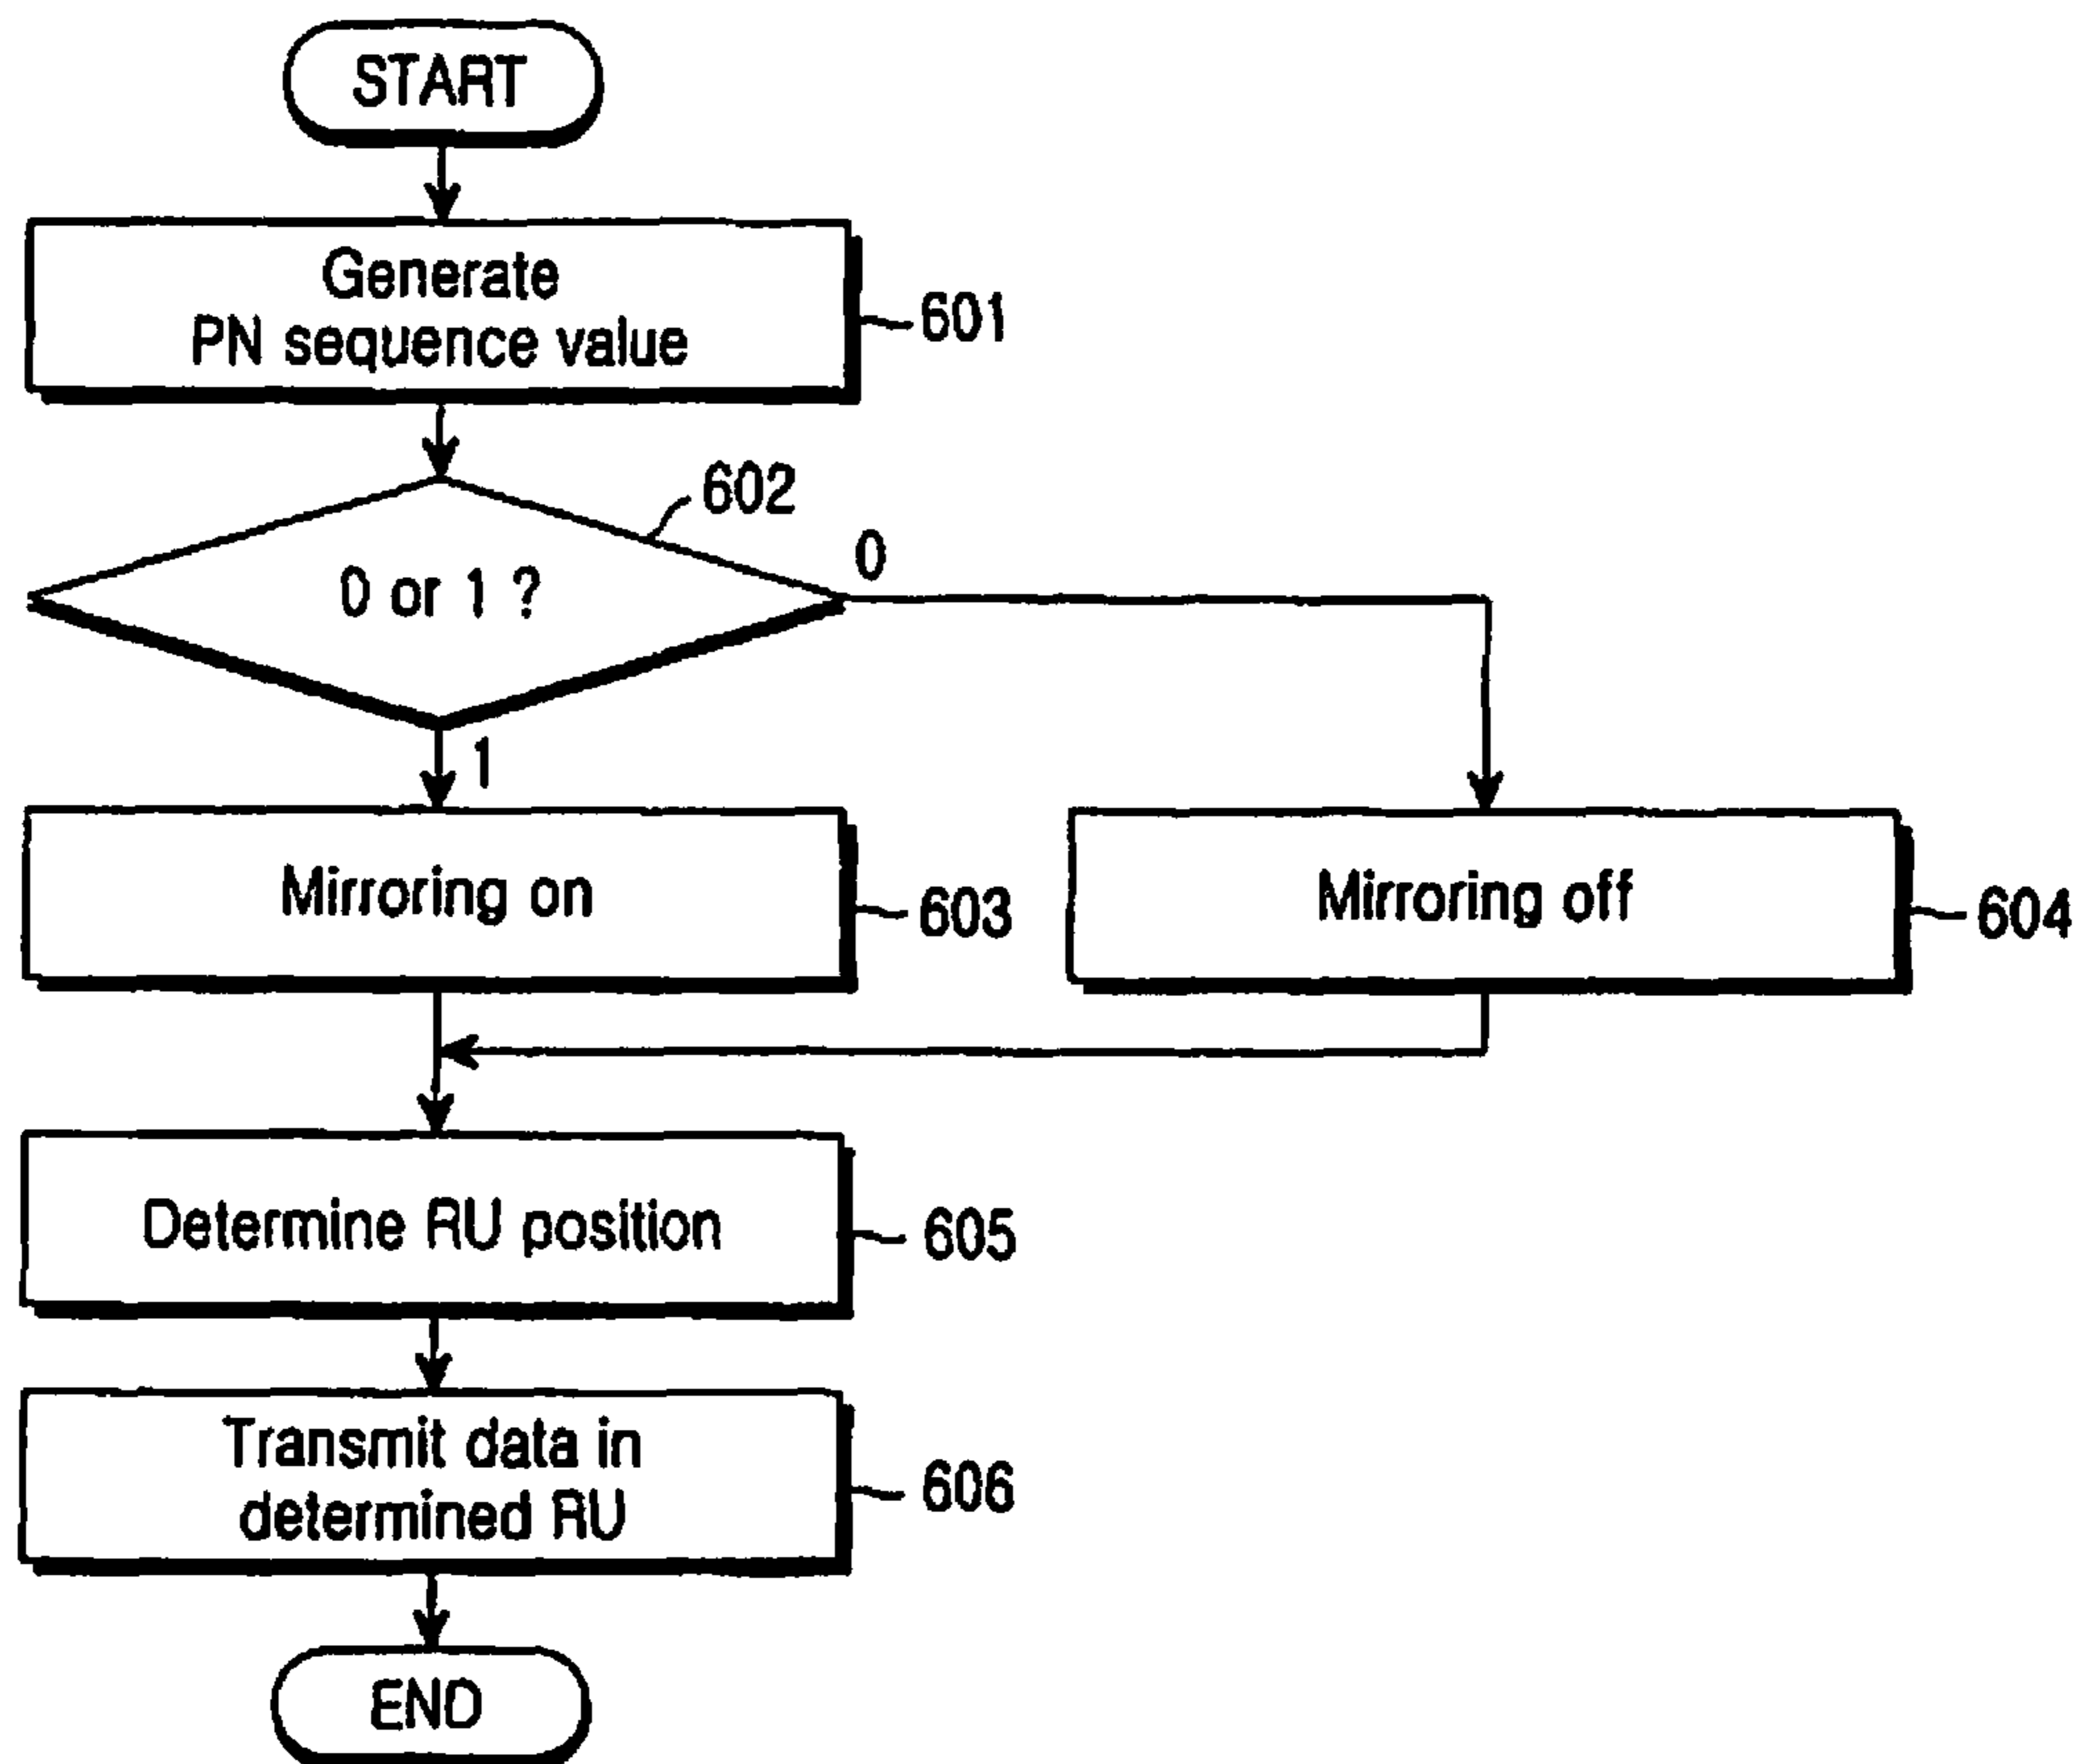 START
Generate
PN sequence value
601
602
0
0 or 1 ?
1
Mirroring on
603
Mirroring off
604
Determine RU position
605
Transmit data in
determined RU
606
END